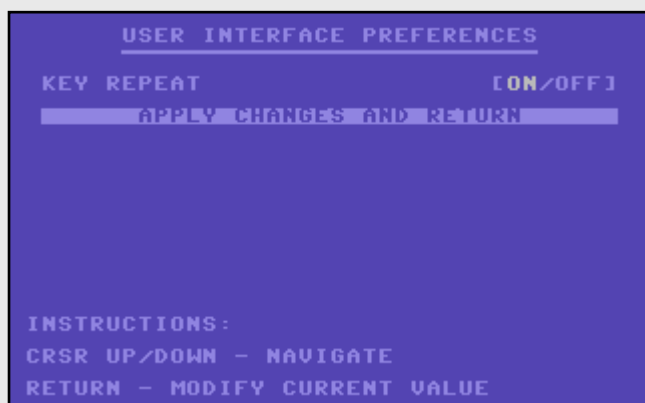 USER INTERFACE PREFERENCES
KEY REPEAT [ON/OFF]
APPLY CHANGES AND RETURN
INSTRUCTIONS:
CRSR UP/DOWN - NAVIGATE
RETURN - MODIFY CURRENT VALUE